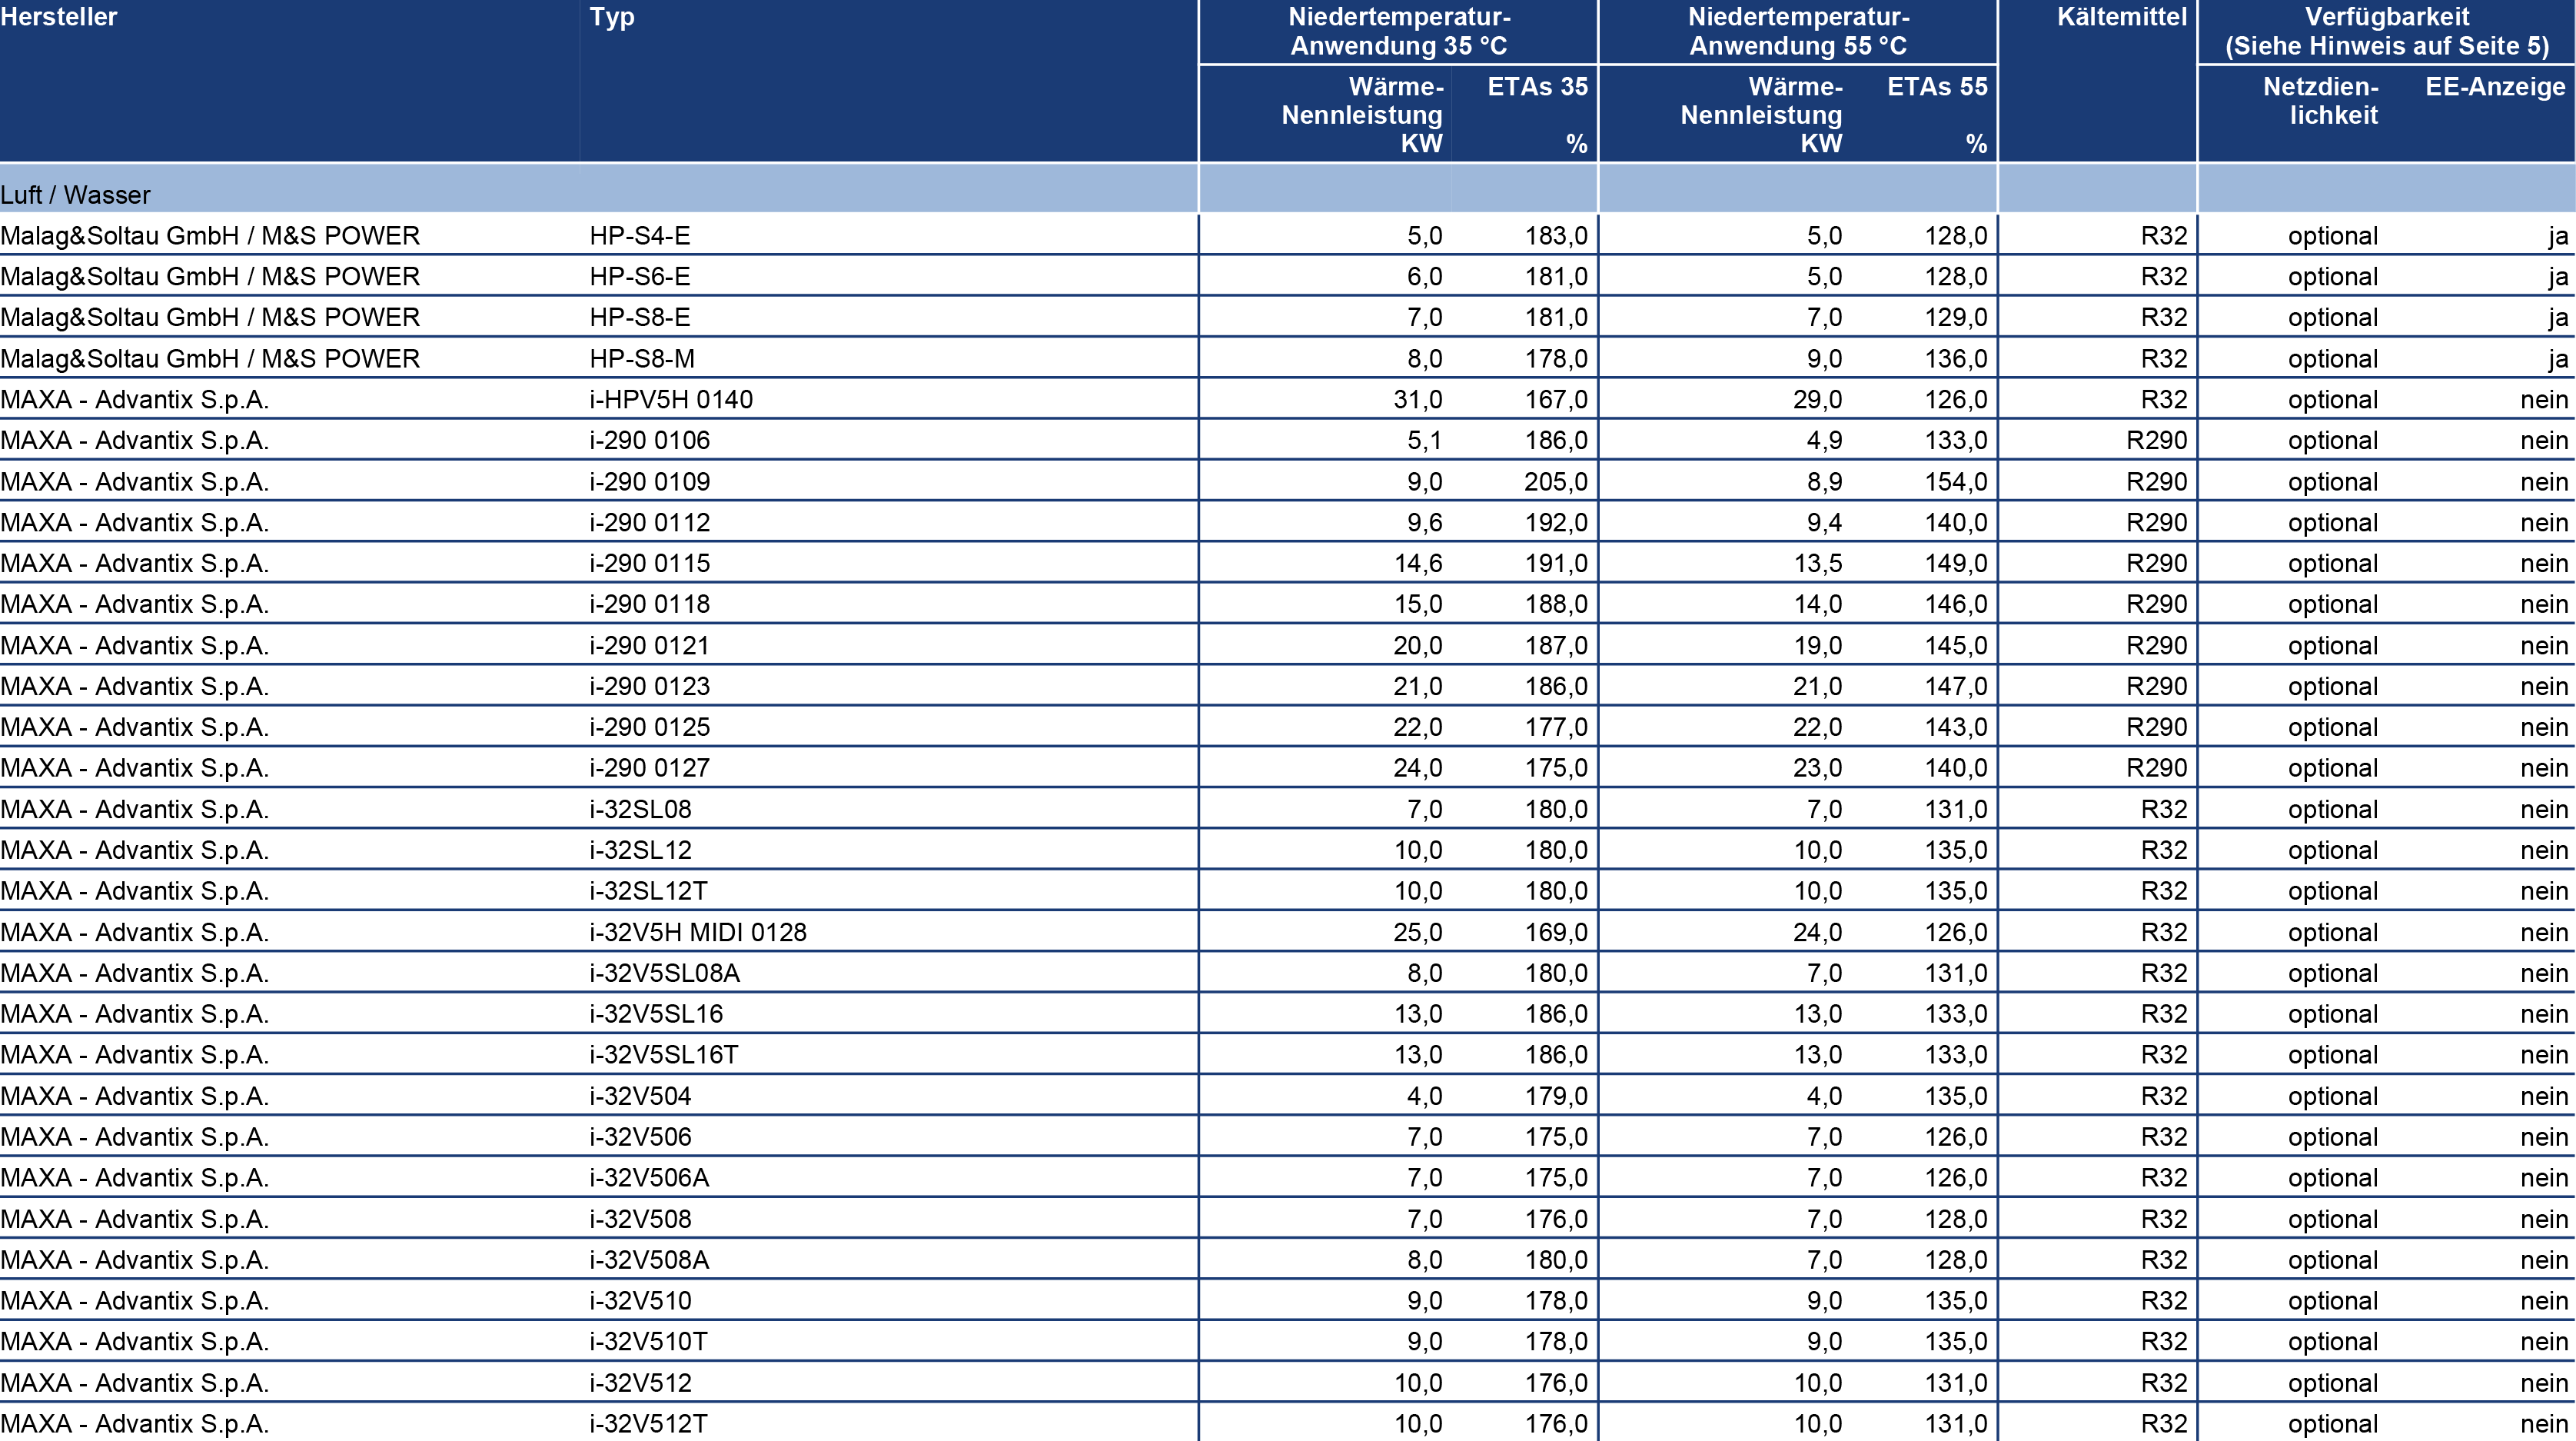 Hersteller Typ Niedertemperatur- Niedertemperatur- Kältemittel Verfügbarkeit
Anwendung 35 °C Anwendung 55 °C (Siehe Hinweis auf Seite 5)
Wärme- ETAs 35 Wärme- ETAs 55 Netzdien- EE-Anzeige
Nennleistung Nennleistung lichkeit
KW % KW %
Luft / Wasser
Malag&Soltau GmbH / M&S POWER HP-S4-E 5,0 183,0 5,0 128,0 R32 optional ja
Malag&Soltau GmbH / M&S POWER HP-S6-E 6,0 181,0 5,0 128,0 R32 optional ja
Malag&Soltau GmbH / M&S POWER HP-S8-E 7,0 181,0 7,0 129,0 R32 optional ja
Malag&Soltau GmbH / M&S POWER HP-S8-M 8,0 178,0 9,0 136,0 R32 optional ja
MAXA - Advantix S.p.A. i-HPV5H 0140 31,0 167,0 29,0 126,0 R32 optional nein
MAXA - Advantix S.p.A. i-290 0106 5,1 186,0 4,9 133,0 R290 optional nein
MAXA - Advantix S.p.A. i-290 0109 9,0 205,0 8,9 154,0 R290 optional nein
MAXA - Advantix S.p.A. i-290 0112 9,6 192,0 9,4 140,0 R290 optional nein
MAXA - Advantix S.p.A. i-290 0115 14,6 191,0 13,5 149,0 R290 optional nein
MAXA - Advantix S.p.A. i-290 0118 15,0 188,0 14,0 146,0 R290 optional nein
MAXA - Advantix S.p.A. i-290 0121 20,0 187,0 19,0 145,0 R290 optional nein
MAXA - Advantix S.p.A. i-290 0123 21,0 186,0 21,0 147,0 R290 optional nein
MAXA - Advantix S.p.A. i-290 0125 22,0 177,0 22,0 143,0 R290 optional nein
MAXA - Advantix S.p.A. i-290 0127 24,0 175,0 23,0 140,0 R290 optional nein
MAXA - Advantix S.p.A. i-32SL08 7,0 180,0 7,0 131,0 R32 optional nein
MAXA - Advantix S.p.A. i-32SL12 10,0 180,0 10,0 135,0 R32 optional nein
MAXA - Advantix S.p.A. i-32SL12T 10,0 180,0 10,0 135,0 R32 optional nein
MAXA - Advantix S.p.A. i-32V5H MIDI 0128 25,0 169,0 24,0 126,0 R32 optional nein
MAXA - Advantix S.p.A. i-32V5SL08A 8,0 180,0 7,0 131,0 R32 optional nein
MAXA - Advantix S.p.A. i-32V5SL16 13,0 186,0 13,0 133,0 R32 optional nein
MAXA - Advantix S.p.A. i-32V5SL16T 13,0 186,0 13,0 133,0 R32 optional nein
MAXA - Advantix S.p.A. i-32V504 4,0 179,0 4,0 135,0 R32 optional nein
MAXA - Advantix S.p.A. i-32V506 7,0 175,0 7,0 126,0 R32 optional nein
MAXA - Advantix S.p.A. i-32V506A 7,0 175,0 7,0 126,0 R32 optional nein
MAXA - Advantix S.p.A. i-32V508 7,0 176,0 7,0 128,0 R32 optional nein
MAXA - Advantix S.p.A. i-32V508A 8,0 180,0 7,0 128,0 R32 optional nein
MAXA - Advantix S.p.A. i-32V510 9,0 178,0 9,0 135,0 R32 optional nein
MAXA - Advantix S.p.A. i-32V510T 9,0 178,0 9,0 135,0 R32 optional nein
MAXA - Advantix S.p.A. i-32V512 10,0 176,0 10,0 131,0 R32 optional nein
MAXA - Advantix S.p.A. i-32V512T 10,0 176,0 10,0 131,0 R32 optional nein